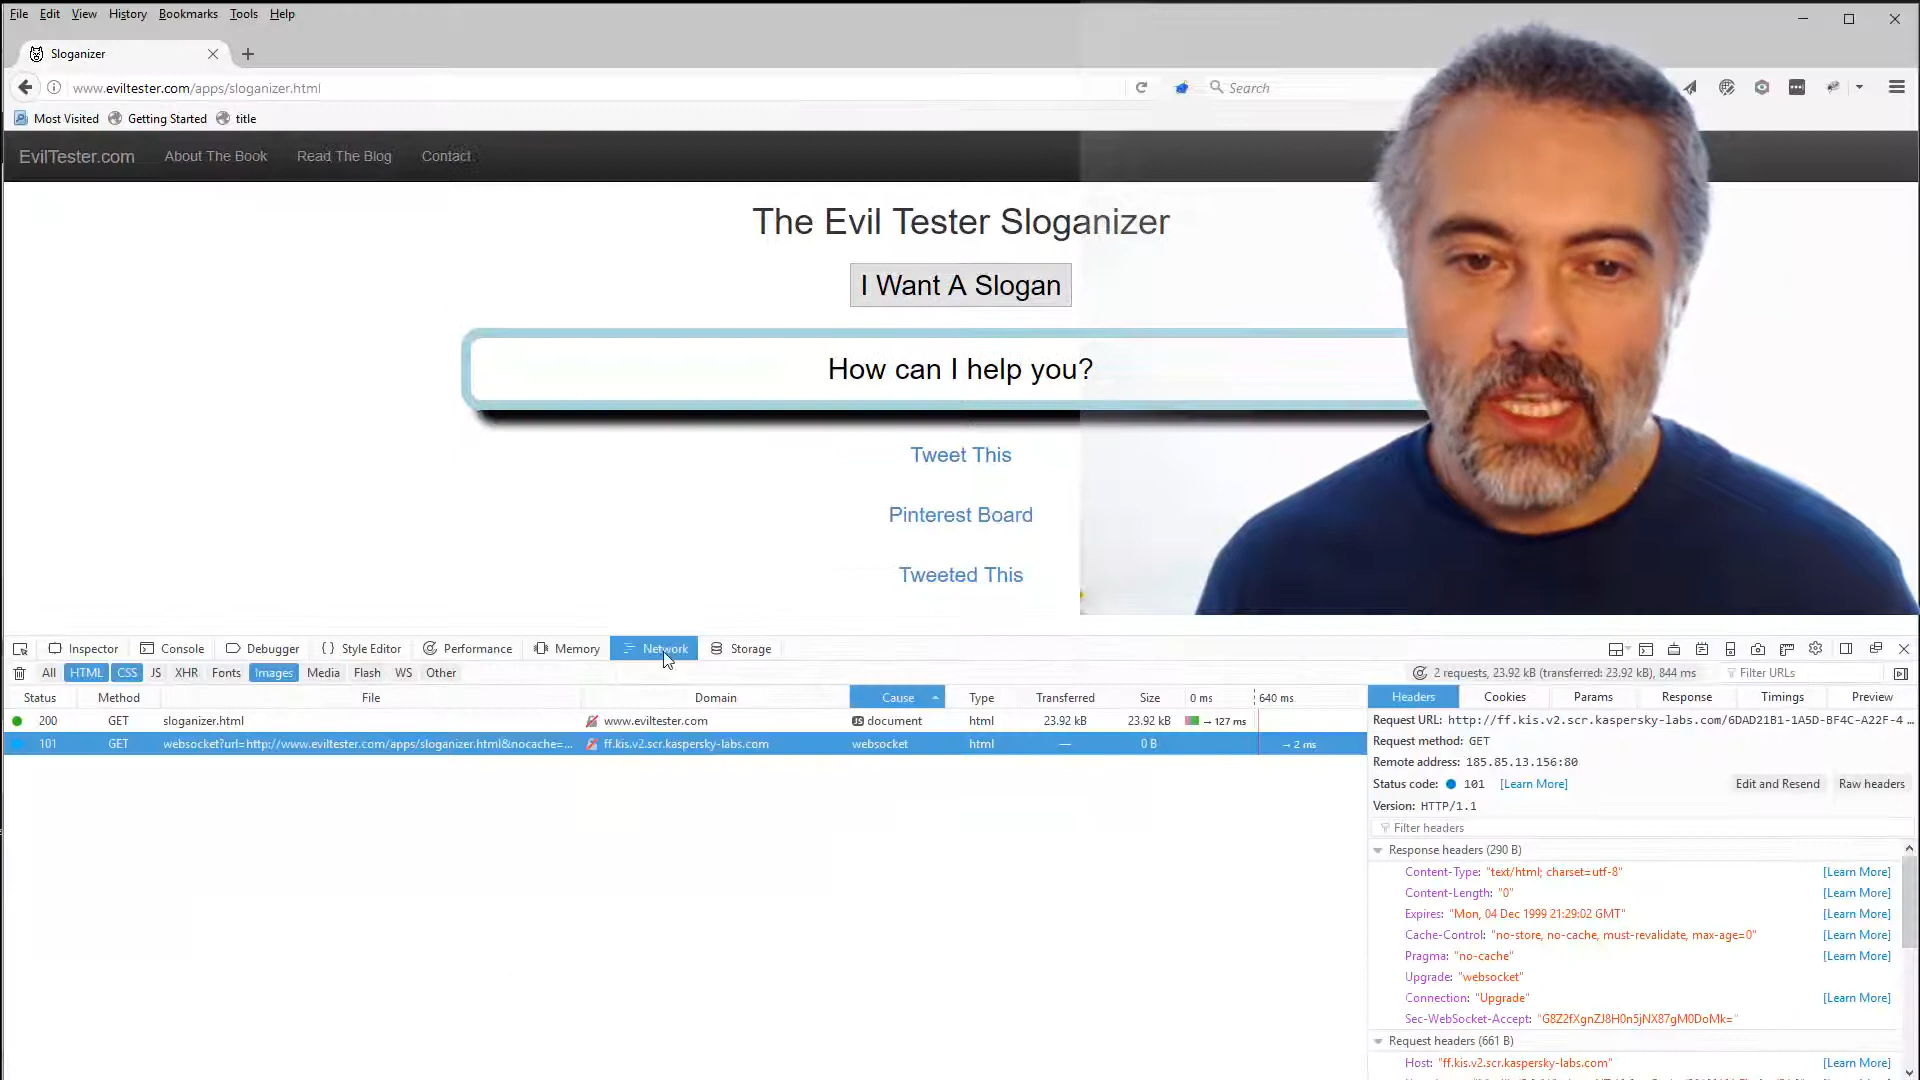 File Edit View History Tools Help
Sloganizer
www.eviltester.com/apps/sloganizer.html
Search
Most Visited Getting Started title
EvilTester.com About The Book Read The Blog Contact
The Evil Tester Sloganizer
I Want A Slogan
How can I help you?
Tweet This
Pinterest Board
Tweeted This
Inspector Console Debugger Style Editor Performance Memory Network Storage
All HTML CSS JS XHR Fonts Images Media Flash WS Other 2 requests, 23.92 kB (transferred: 23.92 kB), 844 ms Filter URLs
Status Method File Domain Cause Type Transferred Size 0 ms 640 ms
200 GET sloganizer.html www.eviltester.com JS document html 23.92 kB 23.92 kB → 127 ms
101 GET websocket?url=http://www.eviltester.com/apps/sloganizer.html&nocache=... ff.kis.v2.scr.kaspersky-labs.com websocket html — 0 B → 2 ms
Headers Cookies Params Response Timings Preview
Request URL: http://ff.kis.v2.scr.kaspersky-labs.com/6DAD21B1-1A5D-BF4C-A22F-4...
Request method: GET
Remote address: 185.85.13.156:80
Status code: 101 [Learn More] Edit and Resend Raw headers
Version: HTTP/1.1
Filter headers
Response headers (290 B)
Content-Type: "text/html; charset=utf-8" [Learn More]
Content-Length: "0" [Learn More]
Expires: "Mon, 04 Dec 1999 21:29:02 GMT" [Learn More]
Cache-Control: "no-store, no-cache, must-revalidate, max-age=0" [Learn More]
Pragma: "no-cache" [Learn More]
Upgrade: "websocket"
Connection: "Upgrade" [Learn More]
Sec-WebSocket-Accept: "G8Z2fXgnZJ8H0n5jNX87gM0DoMk="
Request headers (661 B)
Host: "ff.kis.v2.scr.kaspersky-labs.com" [Learn More]